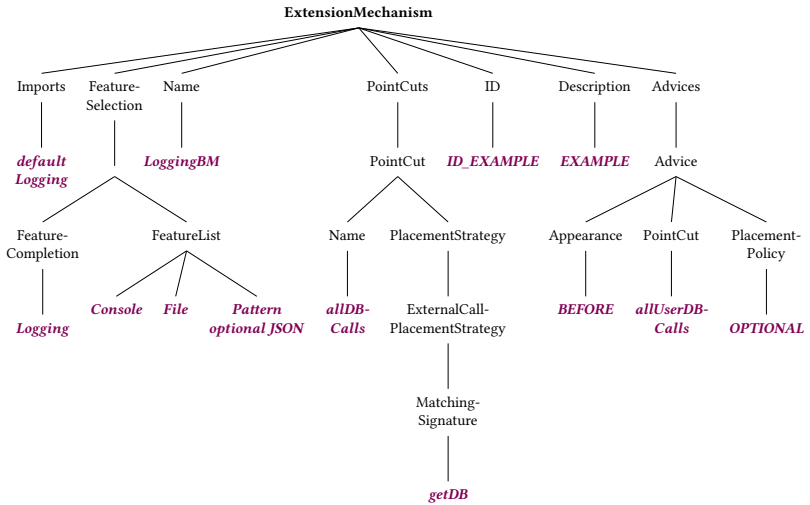 ExtensionMechanism
Imports
Feature-
Selection
Name
PointCuts
ID
Description
Advices
default
Logging
LoggingBM
PointCut
ID_EXAMPLE
EXAMPLE
Advice
Feature-
Completion
FeatureList
Name
PlacementStrategy
Appearance
PointCut
Placement-
Policy
Logging
Console
File
Pattern
optional JSON
allDB-
Calls
ExternalCall-
PlacementStrategy
BEFORE
allUserDB-
Calls
OPTIONAL
Matching-
Signature
getDB